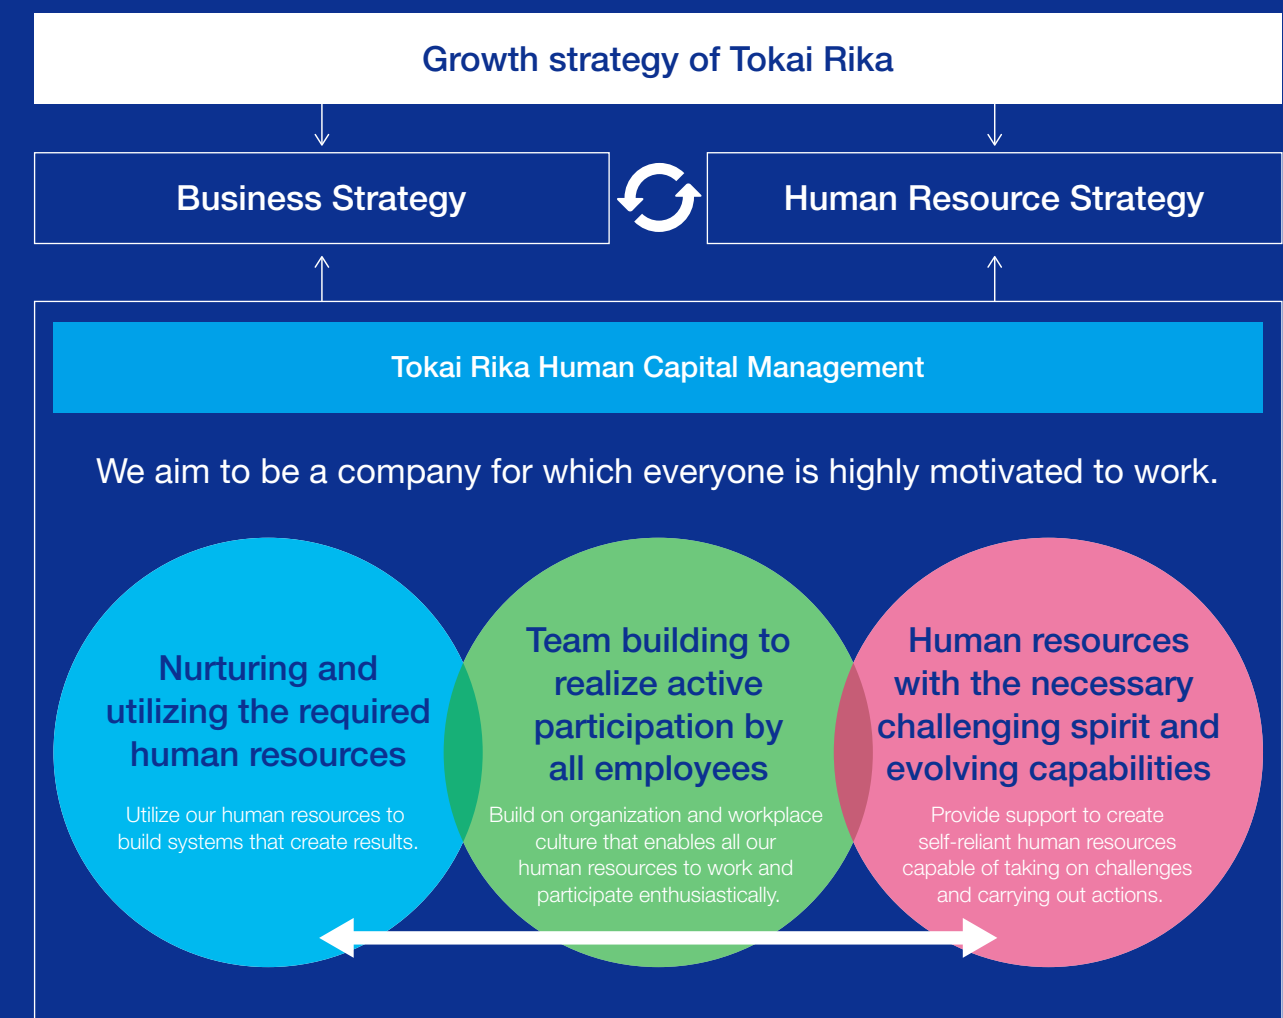 Growth strategy of Tokai Rika
Business Strategy
Human Resource Strategy
Tokai Rika Human Capital Management
We aim to be a company for which everyone is highly motivated to work.
Nurturing and
utilizing the required
human resources
Utilize our human resources to
build systems that create results.
Team building to
realize active
participation by
all employees
Build on organization and workplace
culture that enables all our
human resources to work and
participate enthusiastically.
Human resources
with the necessary
challenging spirit and
evolving capabilities
Provide support to create
self-reliant human resources
capable of taking on challenges
and carrying out actions.